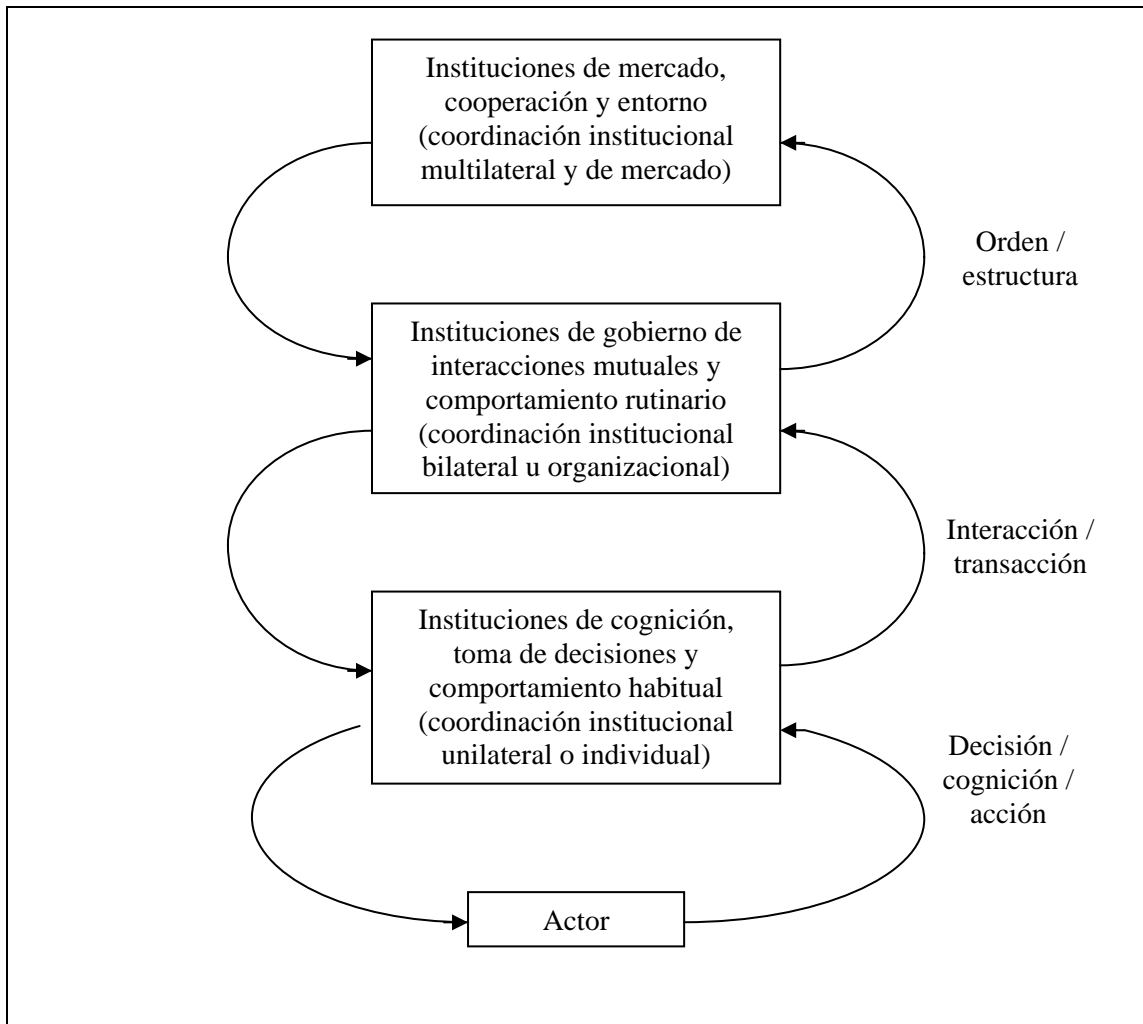 Instituciones de mercado,
cooperación y entorno
(coordinación institucional
multilateral y de mercado)
Orden /
estructura
Instituciones de gobierno de
interacciones mutuales y
comportamiento rutinario
(coordinación institucional
bilateral u organizacional)
Interacción /
transacción
Instituciones de cognición,
toma de decisiones y
comportamiento habitual
(coordinación institucional
unilateral o individual)
Decisión /
cognición /
acción
Actor